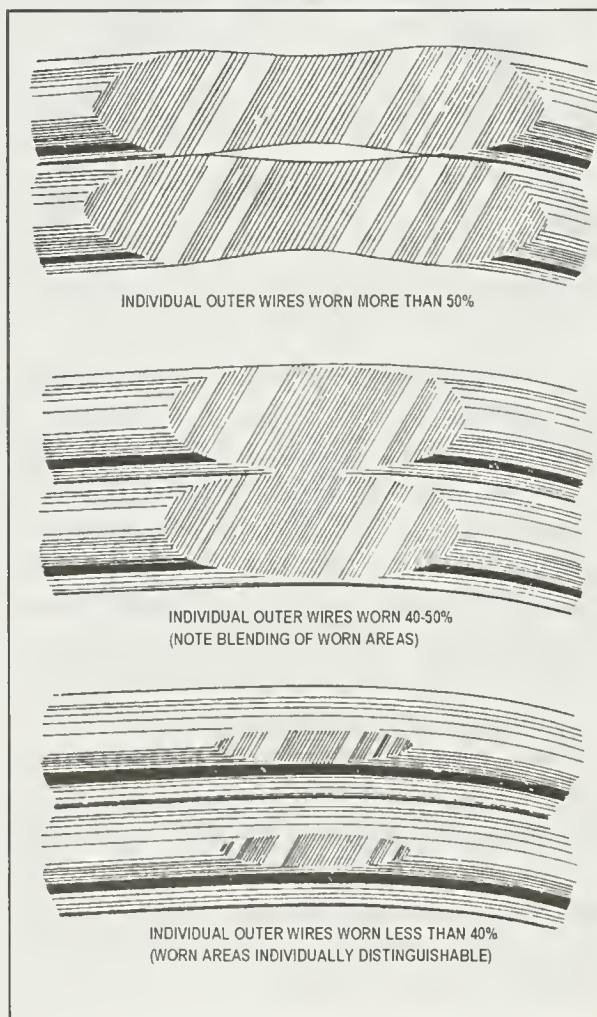 INDIVIDUAL OUTER WIRES WORN MORE THAN 50%
INDIVIDUAL OUTER WIRES WORN 40-50%
(NOTE BLENDING OF WORN AREAS)
INDIVIDUAL OUTER WIRES WORN LESS THAN 40%
(WORN AREAS INDIVIDUALLY DISTINGUISHABLE)